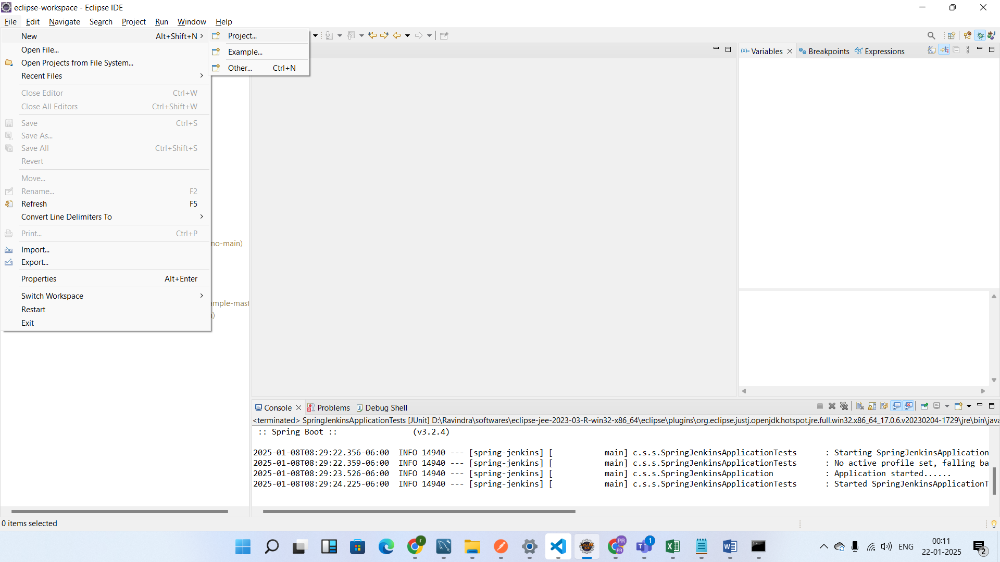 eclipse-workspace - Eclipse IDE
File Edit Navigate Search Project Run Window Help
New Alt+Shift+N
Project...
Open File...
Example...
Open Projects from File System...
Other... Ctrl+N
Recent Files
Close Editor Ctrl+W
Close All Editors Ctrl+Shift+W
Save Ctrl+S
Save As...
Save All Ctrl+Shift+S
Revert
Move...
Rename... F2
Refresh F5
Convert Line Delimiters To
Print... Ctrl+P
no-main)
Import...
Export...
Properties Alt+Enter
Switch Workspace
mple-mast
Restart
Exit
(x)= Variables Breakpoints Expressions
Console Problems Debug Shell
<terminated> SpringJenkinsApplicationTests [JUnit] D:\Ravindra\softwares\eclipse-jee-2023-03-R-win32-x86_64\eclipse\plugins\org.eclipse.justj.openjdk.hotspot.jre.full.win32.x86_64_17.0.6.v20230204-1729\jre\bin\java
:: Spring Boot :: (v3.2.4)
2025-01-08T08:29:22.356-06:00 INFO 14940 --- [spring-jenkins] [ main] c.s.s.SpringJenkinsApplicationTests : Starting SpringJenkinsApplication
2025-01-08T08:29:22.359-06:00 INFO 14940 --- [spring-jenkins] [ main] c.s.s.SpringJenkinsApplicationTests : No active profile set, falling ba
2025-01-08T08:29:23.526-06:00 INFO 14940 --- [spring-jenkins] [ main] c.s.s.SpringJenkinsApplication : Application started......
2025-01-08T08:29:24.225-06:00 INFO 14940 --- [spring-jenkins] [ main] c.s.s.SpringJenkinsApplicationTests : Started SpringJenkinsApplicationT
0 items selected
r
PR
PR
1
ENG
00:11
22-01-2025
2